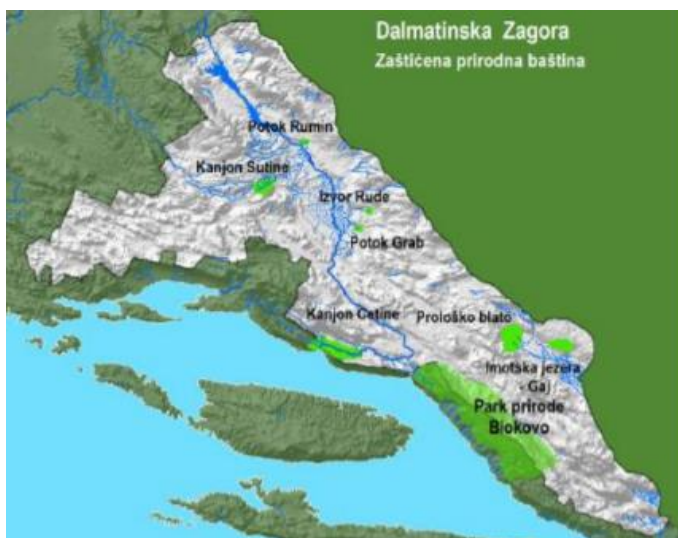 Dalmatinska Zagora
Zaštićena prirodna baština
Potok Rumin
Kanjon Sutine
Izvor Rude
Potok Grab
Kanjon Cetine
Prološko blato
Imotska jezera
- Gaj
Park prirode
Biokovo